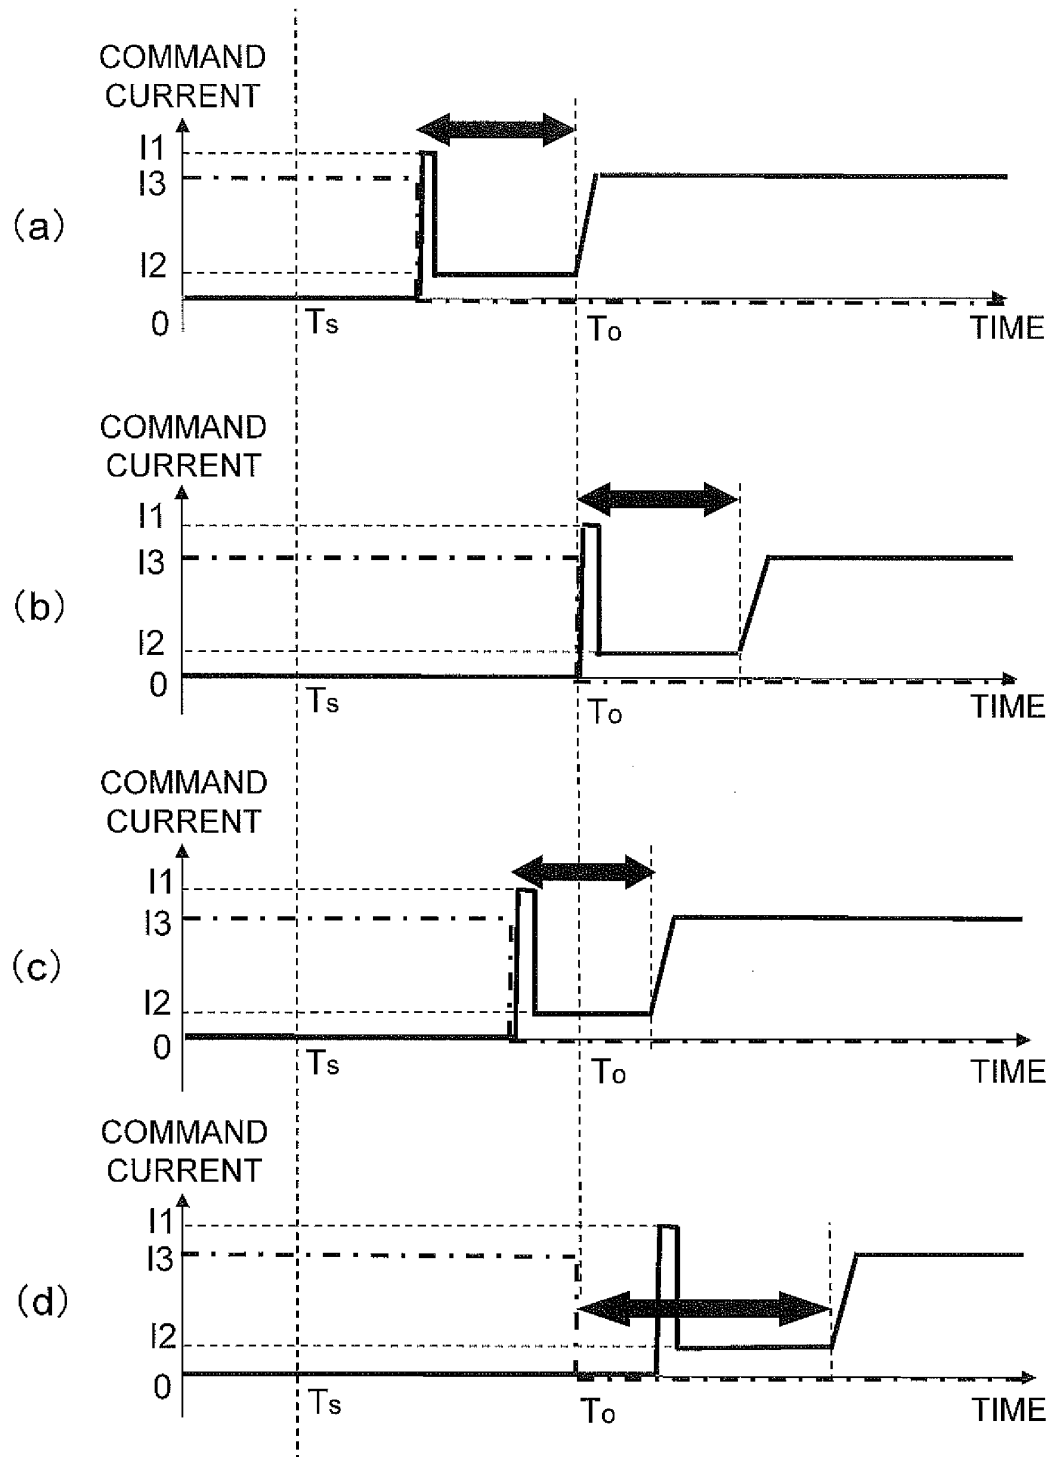 COMMAND
CURRENT
I1
I3
(a)
I2
0
Ts
To
TIME
COMMAND
CURRENT
I1
I3
(b)
I2
0
Ts
To
TIME
COMMAND
CURRENT
I1
I3
(c)
I2
0
Ts
To
TIME
COMMAND
CURRENT
I1
I3
(d)
I2
0
Ts
To
TIME